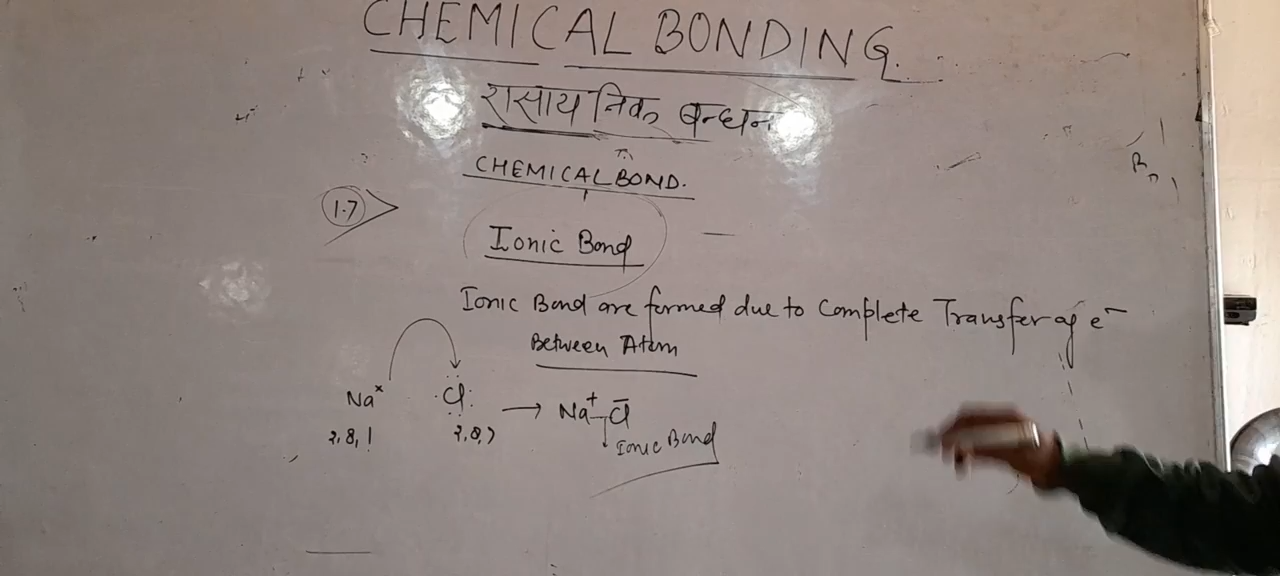 CHEMICAL BONDING.
रासायनिक बन्धन
CHEMICAL BOND.
1.7
Ionic Bond
Ionic Bond are formed due to Complete Transfer of e⁻
Between Atom
Na× Cl → Na⁺ Cl⁻
2,8,1 2,8,7
Ionic Bond